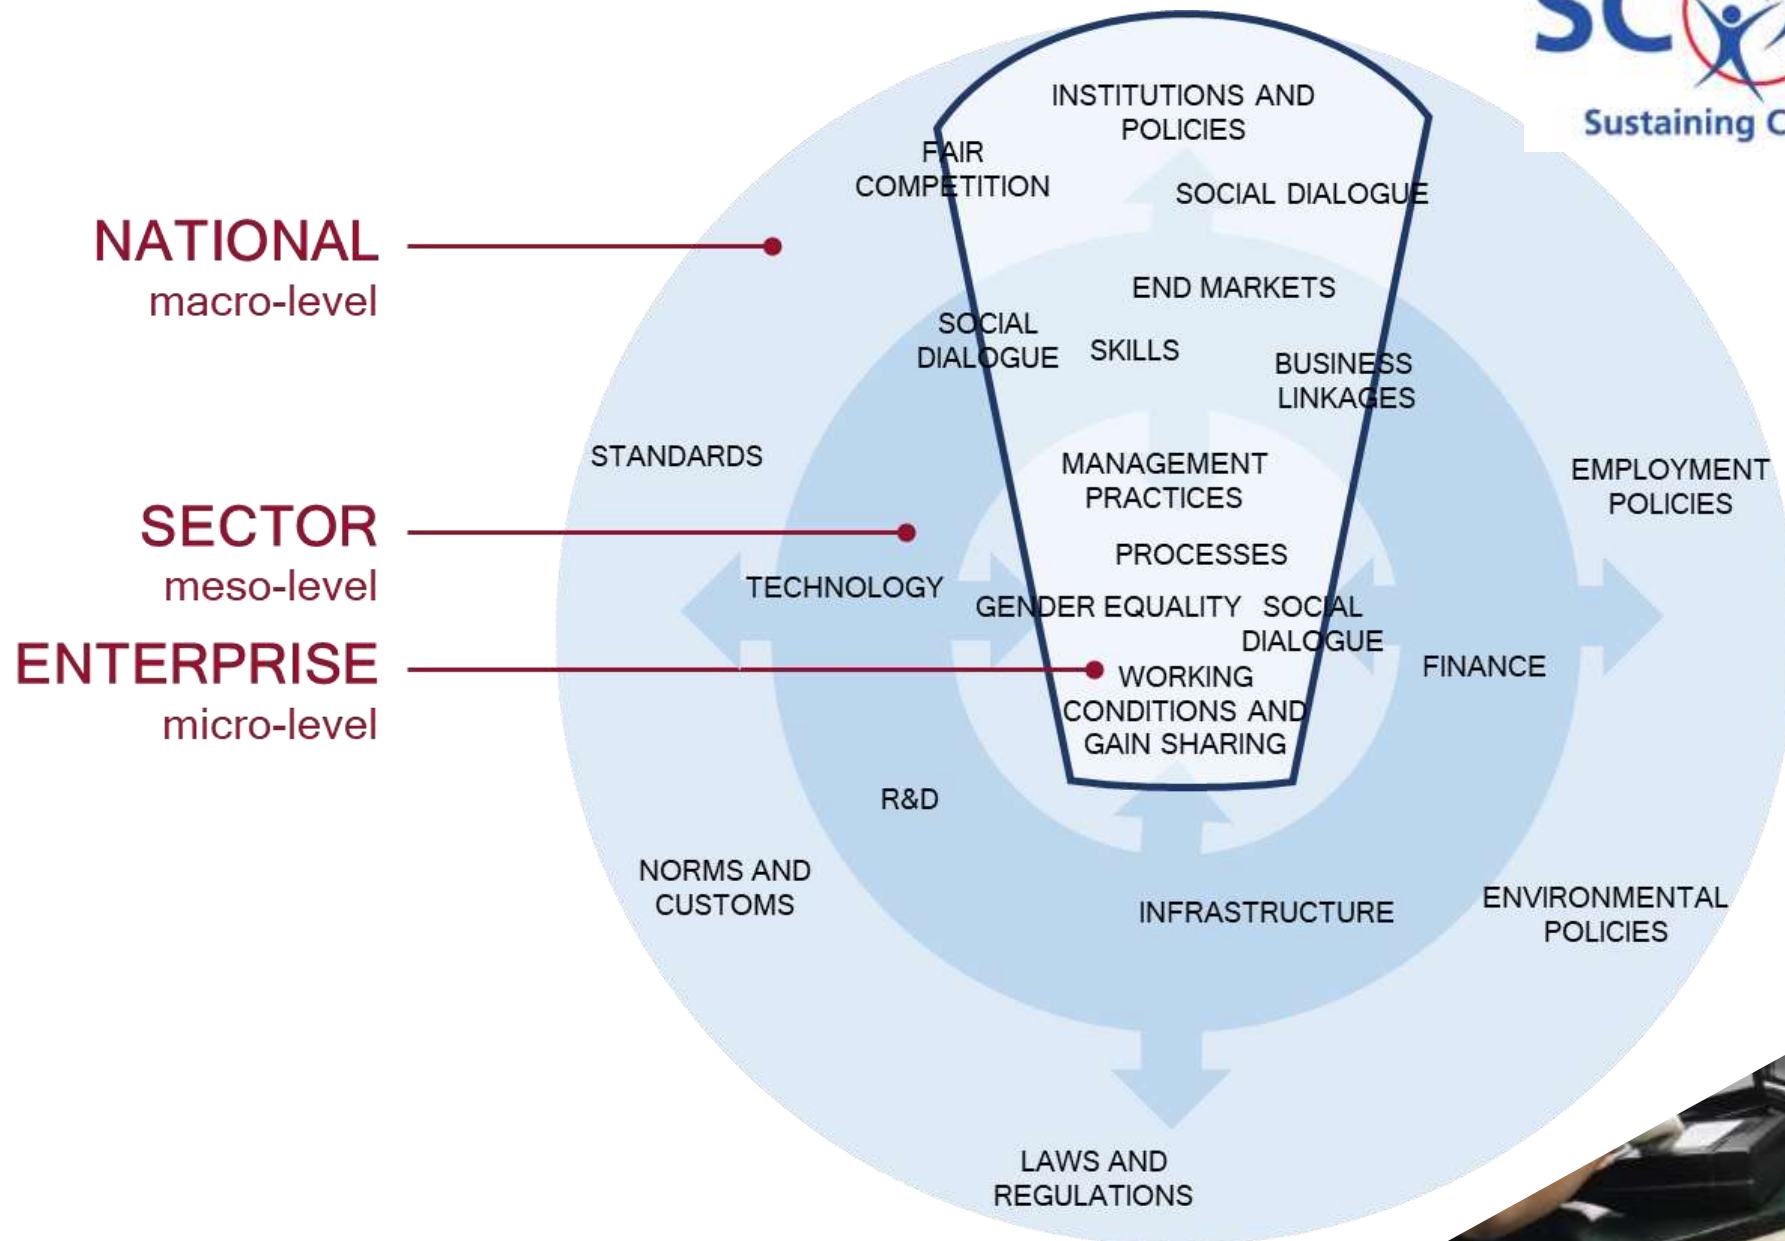 SC
Sustaining C
INSTITUTIONS AND
POLICIES
FAIR
COMPETITION
SOCIAL DIALOGUE
NATIONAL
macro-level
END MARKETS
SOCIAL
DIALOGUE
SKILLS
BUSINESS
LINKAGES
STANDARDS
MANAGEMENT
PRACTICES
EMPLOYMENT
POLICIES
SECTOR
meso-level
PROCESSES
TECHNOLOGY
GENDER EQUALITY
SOCIAL
DIALOGUE
ENTERPRISE
micro-level
FINANCE
WORKING
CONDITIONS AND
GAIN SHARING
R&D
NORMS AND
CUSTOMS
INFRASTRUCTURE
ENVIRONMENTAL
POLICIES
LAWS AND
REGULATIONS